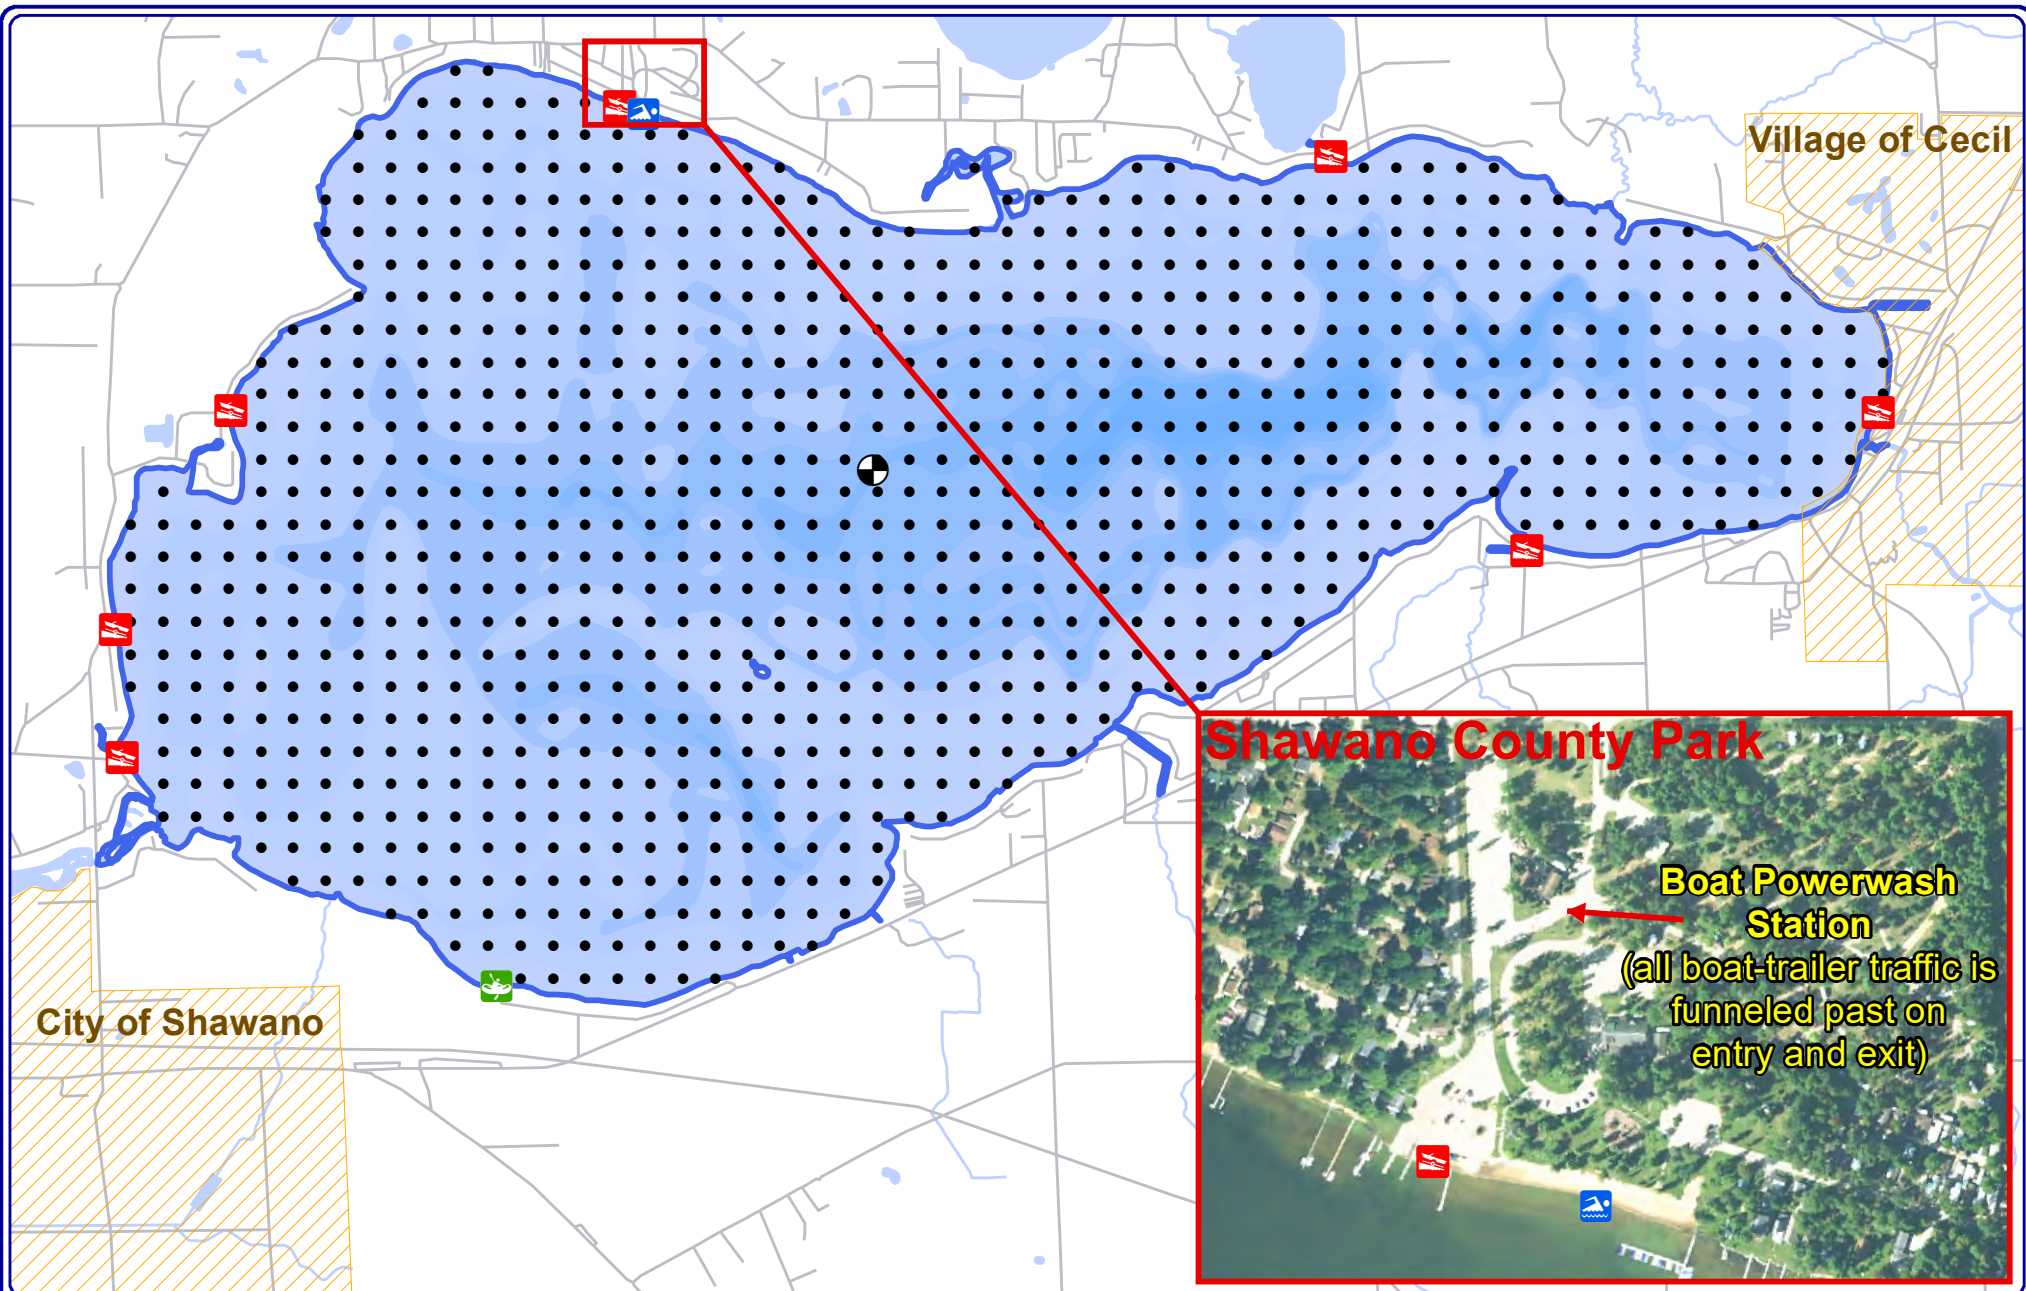 Village of Cecil
Shawano County Park
Boat Powerwash
Station
(all boat-trailer traffic is
funneled past on
entry and exit)
City of Shawano